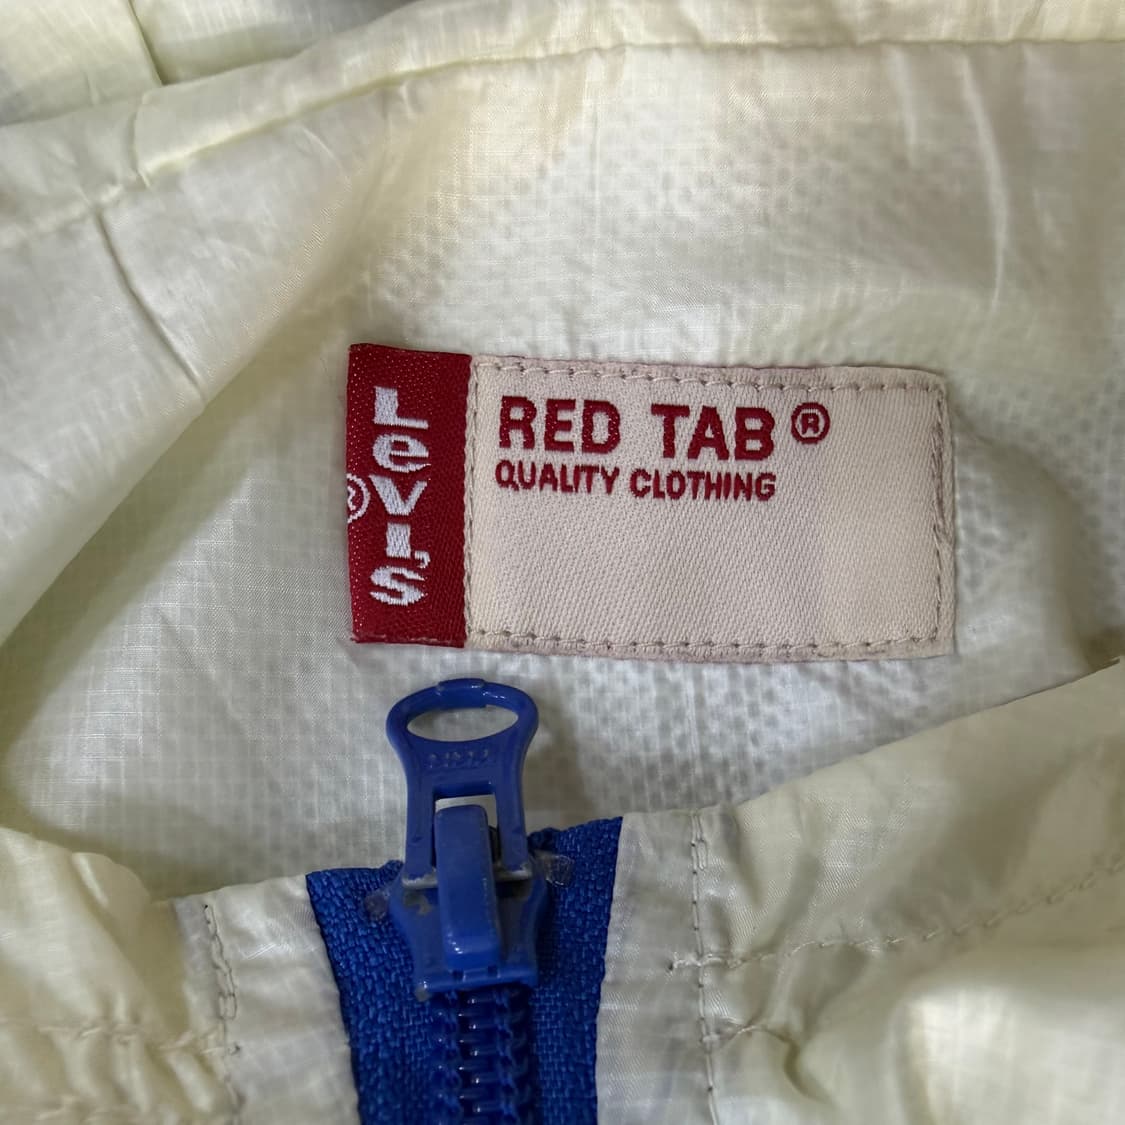 LeVI'S
®
RED TAB®
QUALITY CLOTHING